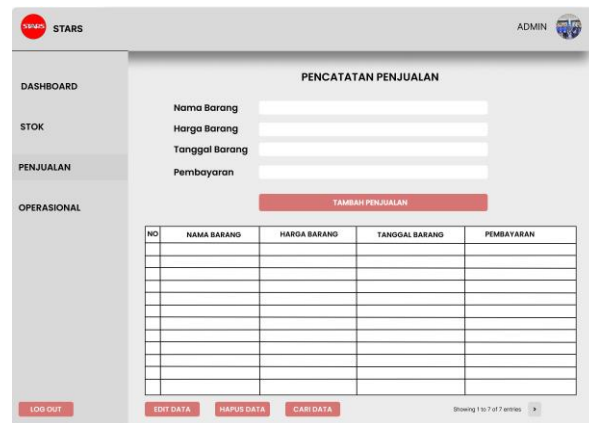 STARS STARS
ADMIN
DASHBOARD
STOK
PENJUALAN
OPERASIONAL
LOG OUT
PENCATATAN PENJUALAN
Nama Barang
Harga Barang
Tanggal Barang
Pembayaran
TAMBAH PENJUALAN
NO NAMA BARANG HARGA BARANG TANGGAL BARANG PEMBAYARAN
EDIT DATA HAPUS DATA CARI DATA
Showing 1 to 7 of 7 entries